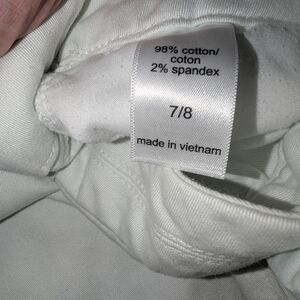 98% cotton/
coton
2% spandex
7/8
made in vietnam